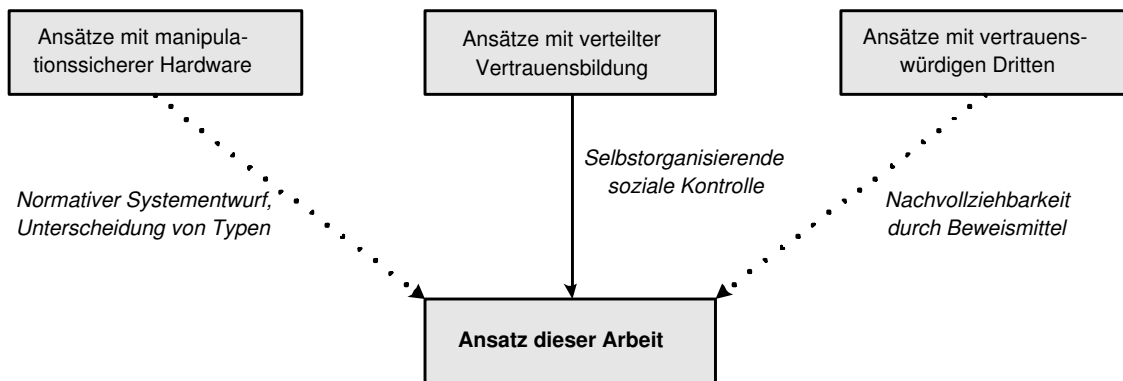 Ansätze mit manipula-
tionssicherer Hardware
Ansätze mit verteilter
Vertrauensbildung
Ansätze mit vertrauens-
würdigen Dritten
Selbstorganisierende
soziale Kontrolle
Normativer Systementwurf,
Unterscheidung von Typen
Nachvollziehbarkeit
durch Beweismittel
Ansatz dieser Arbeit